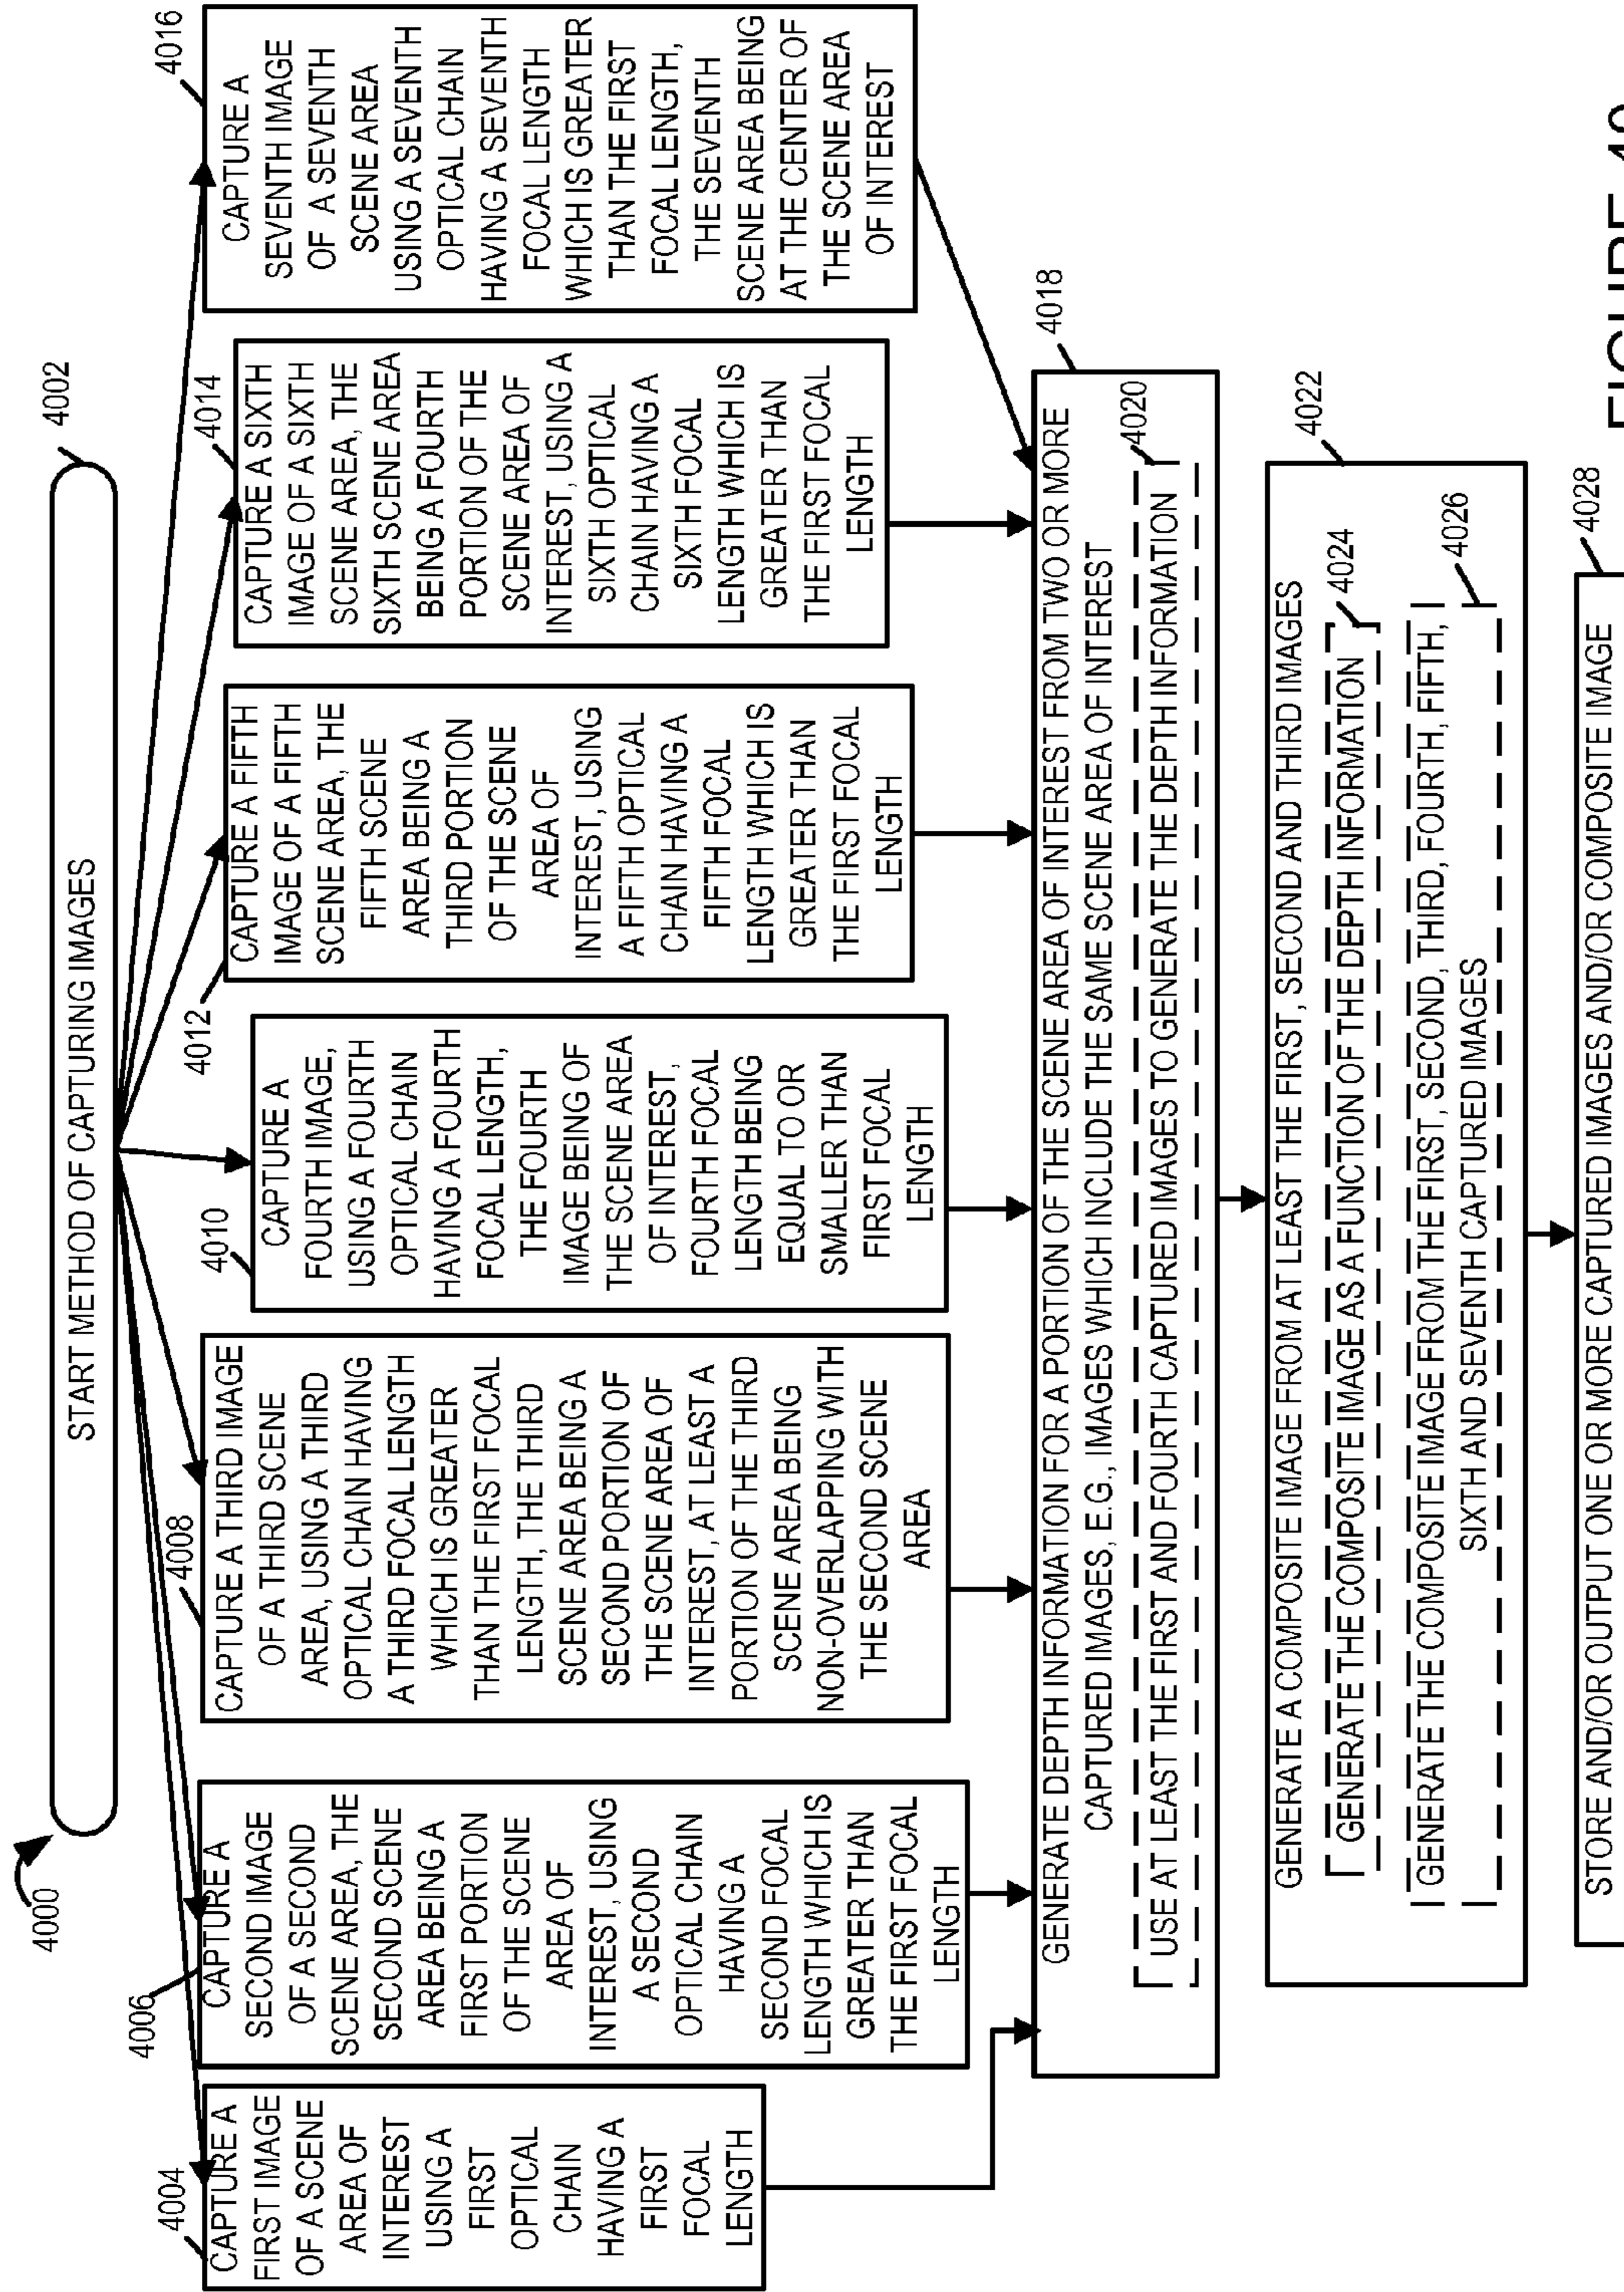 4000
START METHOD OF CAPTURING IMAGES
4002
4004
CAPTURE A
FIRST IMAGE
OF A SCENE
AREA OF
INTEREST
USING A
FIRST
OPTICAL
CHAIN
HAVING A
FIRST
FOCAL
LENGTH
4006
CAPTURE A
SECOND IMAGE
OF A SECOND
SCENE AREA, THE
SECOND SCENE
AREA BEING A
FIRST PORTION
OF THE SCENE
AREA OF
INTEREST, USING
A SECOND
OPTICAL CHAIN
HAVING A
SECOND FOCAL
LENGTH WHICH IS
GREATER THAN
THE FIRST FOCAL
LENGTH
4008
CAPTURE A THIRD IMAGE
OF A THIRD SCENE
AREA, USING A THIRD
OPTICAL CHAIN HAVING
A THIRD FOCAL LENGTH
WHICH IS GREATER
THAN THE FIRST FOCAL
LENGTH, THE THIRD
SCENE AREA BEING A
SECOND PORTION OF
THE SCENE AREA OF
INTEREST, AT LEAST A
PORTION OF THE THIRD
SCENE AREA BEING
NON-OVERLAPPING WITH
THE SECOND SCENE
AREA
4010
CAPTURE A
FOURTH IMAGE,
USING A FOURTH
OPTICAL CHAIN
HAVING A FOURTH
FOCAL LENGTH,
THE FOURTH
IMAGE BEING OF
THE SCENE AREA
OF INTEREST,
FOURTH FOCAL
LENGTH BEING
EQUAL TO OR
SMALLER THAN
FIRST FOCAL
LENGTH
4012
CAPTURE A FIFTH
IMAGE OF A FIFTH
SCENE AREA, THE
FIFTH SCENE
AREA BEING A
THIRD PORTION
OF THE SCENE
AREA OF
INTEREST, USING
A FIFTH OPTICAL
CHAIN HAVING A
FIFTH FOCAL
LENGTH WHICH IS
GREATER THAN
THE FIRST FOCAL
LENGTH
4014
CAPTURE A SIXTH
IMAGE OF A SIXTH
SCENE AREA, THE
SIXTH SCENE AREA
BEING A FOURTH
PORTION OF THE
SCENE AREA OF
INTEREST, USING A
SIXTH OPTICAL
CHAIN HAVING A
SIXTH FOCAL
LENGTH WHICH IS
GREATER THAN
THE FIRST FOCAL
LENGTH
4016
CAPTURE A
SEVENTH IMAGE
OF A SEVENTH
SCENE AREA
USING A SEVENTH
OPTICAL CHAIN
HAVING A SEVENTH
FOCAL LENGTH
WHICH IS GREATER
THAN THE FIRST
FOCAL LENGTH,
THE SEVENTH
SCENE AREA BEING
AT THE CENTER OF
THE SCENE AREA
OF INTEREST
4018
GENERATE DEPTH INFORMATION FOR A PORTION OF THE SCENE AREA OF INTEREST FROM TWO OR MORE
CAPTURED IMAGES, E.G., IMAGES WHICH INCLUDE THE SAME SCENE AREA OF INTEREST
4020
USE AT LEAST THE FIRST AND FOURTH CAPTURED IMAGES TO GENERATE THE DEPTH INFORMATION
4022
GENERATE A COMPOSITE IMAGE FROM AT LEAST THE FIRST, SECOND AND THIRD IMAGES
4024
GENERATE THE COMPOSITE IMAGE AS A FUNCTION OF THE DEPTH INFORMATION
4026
GENERATE THE COMPOSITE IMAGE FROM THE FIRST, SECOND, THIRD, FOURTH, FIFTH,
SIXTH AND SEVENTH CAPTURED IMAGES
4028
STORE AND/OR OUTPUT ONE OR MORE CAPTURED IMAGES AND/OR COMPOSITE IMAGE
FIGURE 40